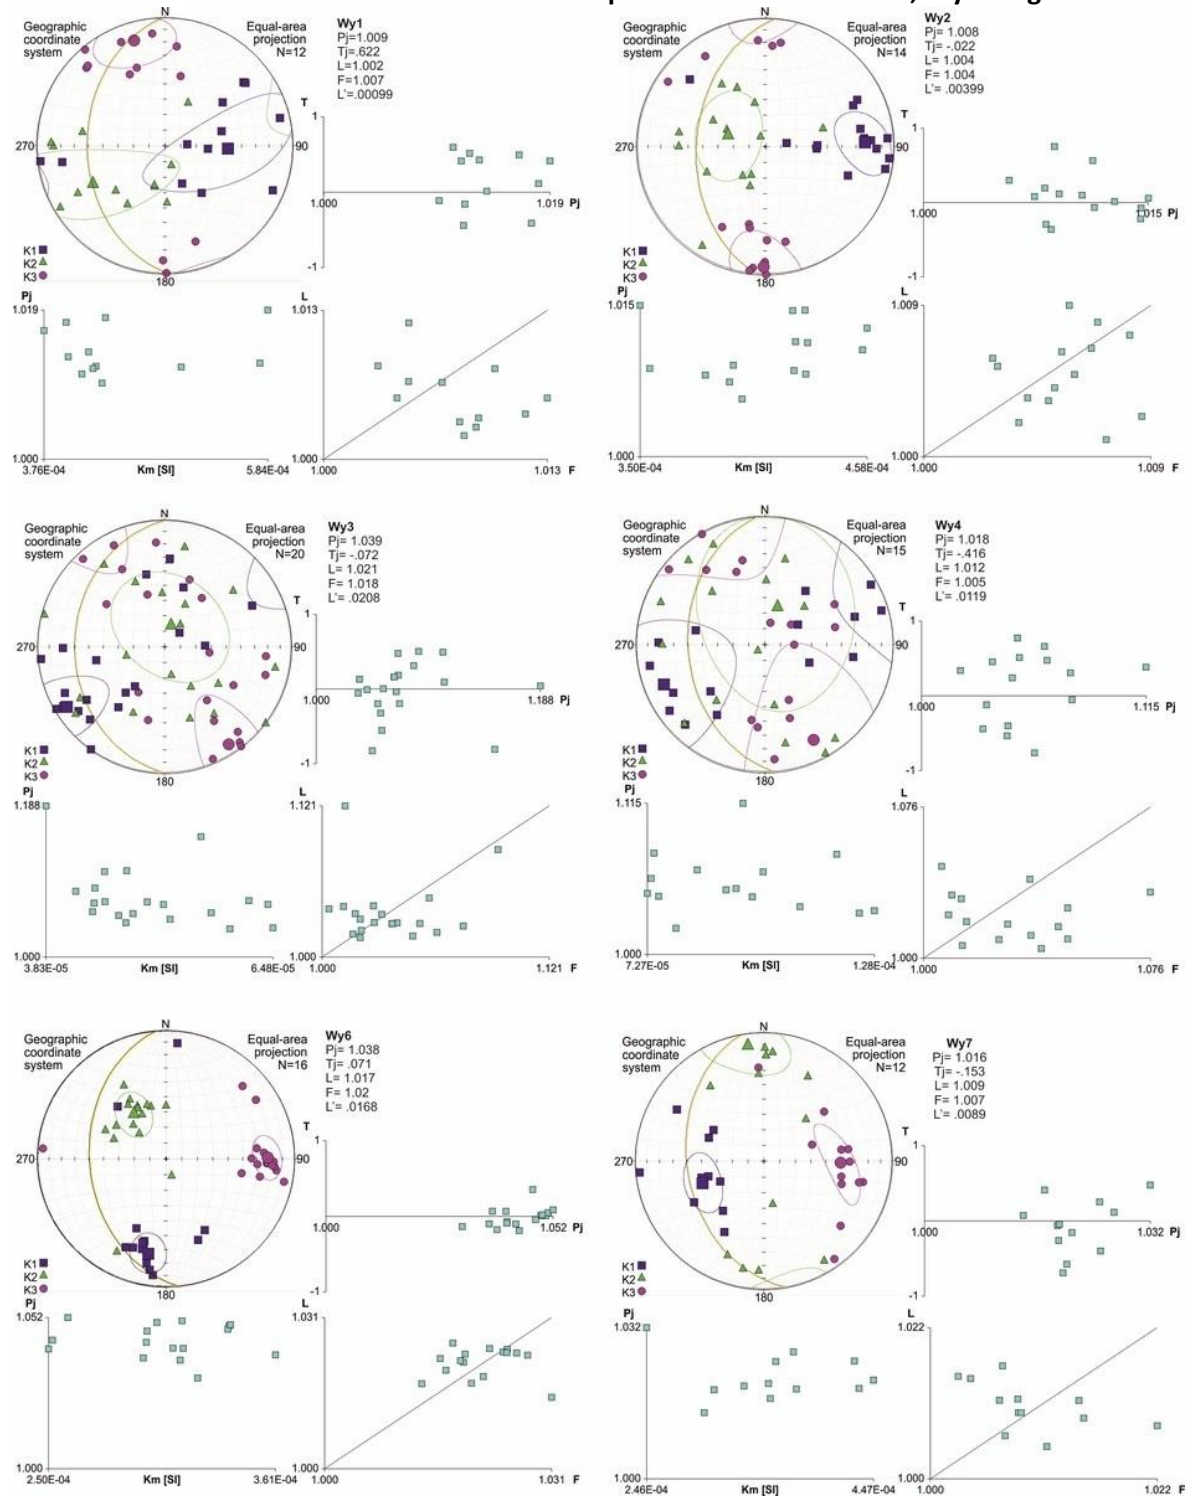 Geographic
coordinate
system
N
Equal-area
projection
N=12
270
90
180
K1
K2
K3
Wy1
Pj=1.009
Tj=.622
L=1.002
F=1.007
L'=.00099
T
1
1.000
1.019 Pj
-1
Pj
1.019
1.000
3.76E-04
Km [SI]
5.84E-04
L
1.013
1.000
1.000
1.013 F
Geographic
coordinate
system
N
Equal-area
projection
N=14
270
90
180
K1
K2
K3
Wy2
Pj= 1.008
Tj= -.022
L= 1.004
F= 1.004
L'= .00399
T
1
1.000
1.015 Pj
-1
Pj
1.015
1.000
3.50E-04
Km [SI]
4.58E-04
L
1.009
1.000
1.000
1.009 F
Geographic
coordinate
system
N
Equal-area
projection
N=20
270
90
180
K1
K2
K3
Wy3
Pj= 1.039
Tj= -.072
L= 1.021
F= 1.018
L'= .0208
T
1
1.000
1.188 Pj
-1
Pj
1.188
1.000
3.83E-05
Km [SI]
6.48E-05
L
1.121
1.000
1.000
1.121 F
Geographic
coordinate
system
N
Equal-area
projection
N=15
270
90
180
K1
K2
K3
Wy4
Pj= 1.018
Tj= -.416
L= 1.012
F= 1.005
L'= .0119
T
1
1.000
1.115 Pj
-1
Pj
1.115
1.000
7.27E-05
Km [SI]
1.28E-04
L
1.076
1.000
1.000
1.076 F
Geographic
coordinate
system
N
Equal-area
projection
N=16
270
90
180
K1
K2
K3
Wy6
Pj= 1.038
Tj= .071
L= 1.017
F= 1.02
L'= .0168
T
1
1.000
1.052 Pj
-1
Pj
1.052
1.000
2.50E-04
Km [SI]
3.61E-04
L
1.031
1.000
1.000
1.031 F
Geographic
coordinate
system
N
Equal-area
projection
N=12
270
90
180
K1
K2
K3
Wy7
Pj= 1.016
Tj= -.153
L= 1.009
F= 1.007
L'= .0089
T
1
1.000
1.032 Pj
-1
Pj
1.032
1.000
2.46E-04
Km [SI]
4.47E-04
L
1.022
1.000
1.000
1.022 F